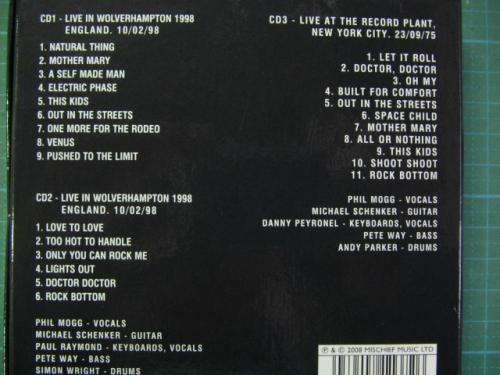 CD1 - LIVE IN WOLVERHAMPTON 1998
ENGLAND. 10/02/98
1. NATURAL THING
2. MOTHER MARY
3. A SELF MADE MAN
4. ELECTRIC PHASE
5. THIS KIDS
6. OUT IN THE STREETS
7. ONE MORE FOR THE RODEO
8. VENUS
9. PUSHED TO THE LIMIT
CD2 - LIVE IN WOLVERHAMPTON 1998
ENGLAND. 10/02/98
1. LOVE TO LOVE
2. TOO HOT TO HANDLE
3. ONLY YOU CAN ROCK ME
4. LIGHTS OUT
5. DOCTOR DOCTOR
6. ROCK BOTTOM
PHIL MOGG - VOCALS
MICHAEL SCHENKER - GUITAR
PAUL RAYMOND - KEYBOARDS, VOCALS
PETE WAY - BASS
SIMON WRIGHT - DRUMS
CD3 - LIVE AT THE RECORD PLANT,
NEW YORK CITY. 23/09/75
1. LET IT ROLL
2. DOCTOR, DOCTOR
3. OH MY
4. BUILT FOR COMFORT
5. OUT IN THE STREETS
6. SPACE CHILD
7. MOTHER MARY
8. ALL OR NOTHING
9. THIS KIDS
10. SHOOT SHOOT
11. ROCK BOTTOM
PHIL MOGG - VOCALS
MICHAEL SCHENKER - GUITAR
DANNY PEYRONEL - KEYBOARDS, VOCALS
PETE WAY - BASS
ANDY PARKER - DRUMS
℗ & © 2008 MISCHIEF MUSIC LTD